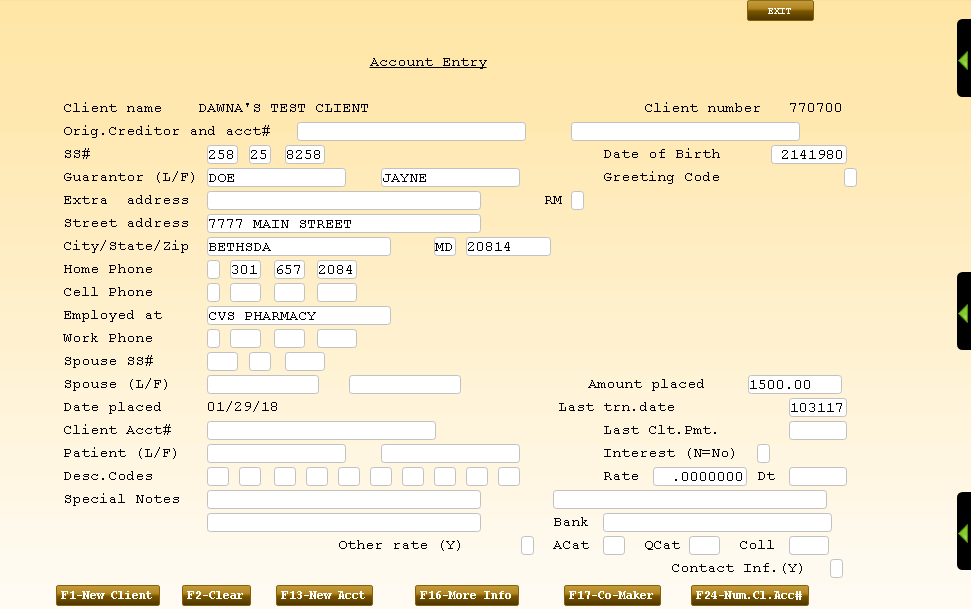 EXIT
Account Entry
Client name DAWNA'S TEST CLIENT Client number 770700
Orig.Creditor and acct#
SS# 258 25 8258 Date of Birth 2141980
Guarantor (L/F) DOE JAYNE Greeting Code
Extra address RM
Street address 7777 MAIN STREET
City/State/Zip BETHSDA MD 20814
Home Phone 301 657 2084
Cell Phone
Employed at CVS PHARMACY
Work Phone
Spouse SS#
Spouse (L/F) Amount placed 1500.00
Date placed 01/29/18 Last trn.date 103117
Client Acct# Last Clt.Pmt.
Patient (L/F) Interest (N=No)
Desc.Codes Rate .0000000 Dt
Special Notes
Bank
Other rate (Y) ACat QCat Coll
Contact Inf.(Y)
F1-New Client F2-Clear F13-New Acct F16-More Info F17-Co-Maker F24-Num.Cl.Acc#